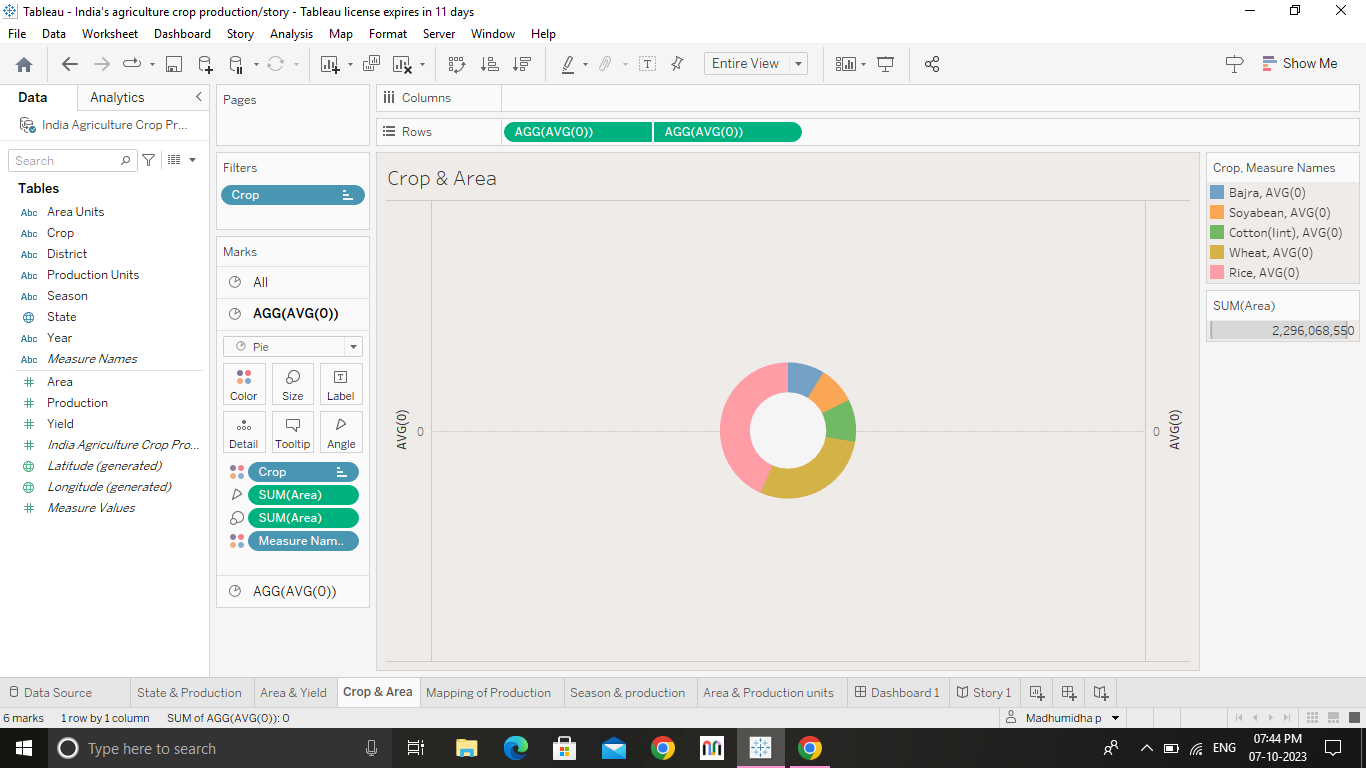 Tableau - India's agriculture crop production/story - Tableau license expires in 11 days
File Data Worksheet Dashboard Story Analysis Map Format Server Window Help
Entire View
Show Me
Data Analytics
India Agriculture Crop Pr...
Search
Tables
Abc Area Units
Abc Crop
Abc District
Abc Production Units
Abc Season
State
Abc Year
Abc Measure Names
Area
Production
Yield
India Agriculture Crop Pro...
Latitude (generated)
Longitude (generated)
Measure Values
Pages
Filters
Crop
Marks
All
AGG(AVG(0))
Pie
Color Size Label
Detail Tooltip Angle
Crop
SUM(Area)
SUM(Area)
Measure Nam..
AGG(AVG(0))
Columns
Rows AGG(AVG(0)) AGG(AVG(0))
Crop & Area
AVG(0)
0
0
AVG(0)
Crop, Measure Names
Bajra, AVG(0)
Soyabean, AVG(0)
Cotton(lint), AVG(0)
Wheat, AVG(0)
Rice, AVG(0)
SUM(Area)
2,296,068,550
Data Source State & Production Area & Yield Crop & Area Mapping of Production Season & production Area & Production units Dashboard 1 Story 1
6 marks 1 row by 1 column SUM of AGG(AVG(0)): 0 Madhumidha p
Type here to search
ENG
07:44 PM
07-10-2023